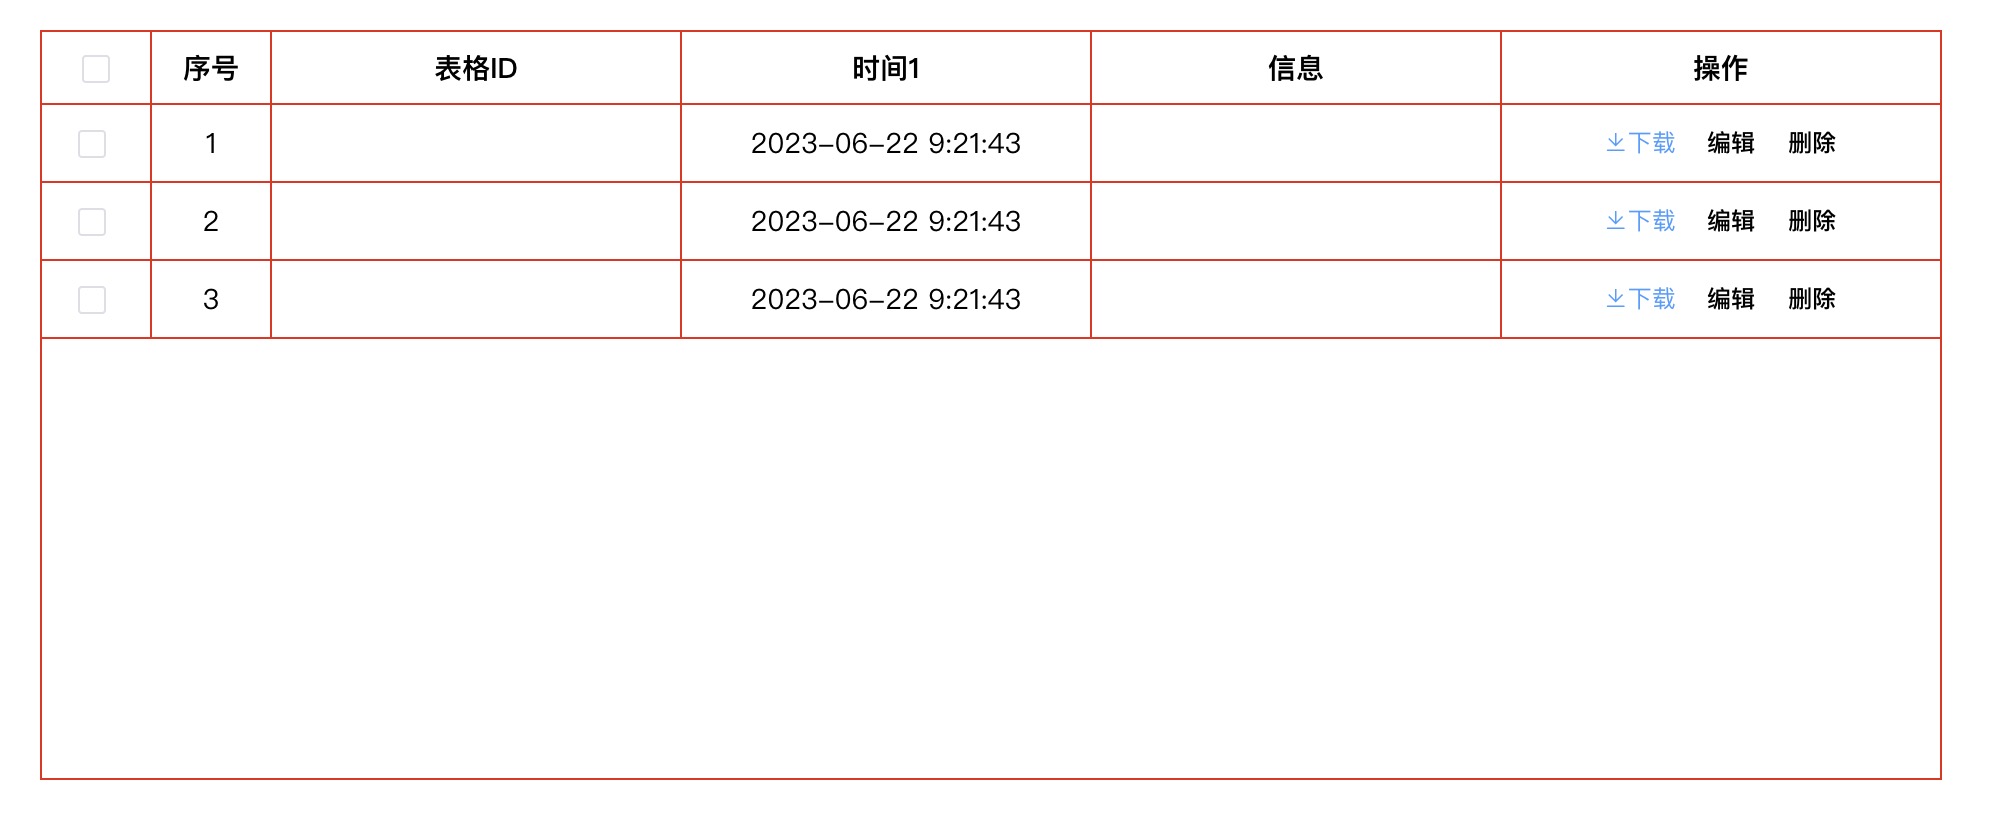 序号 表格ID 时间1 信息 操作
1 2023-06-22 9:21:43 下载 编辑 删除
2 2023-06-22 9:21:43 下载 编辑 删除
3 2023-06-22 9:21:43 下载 编辑 删除